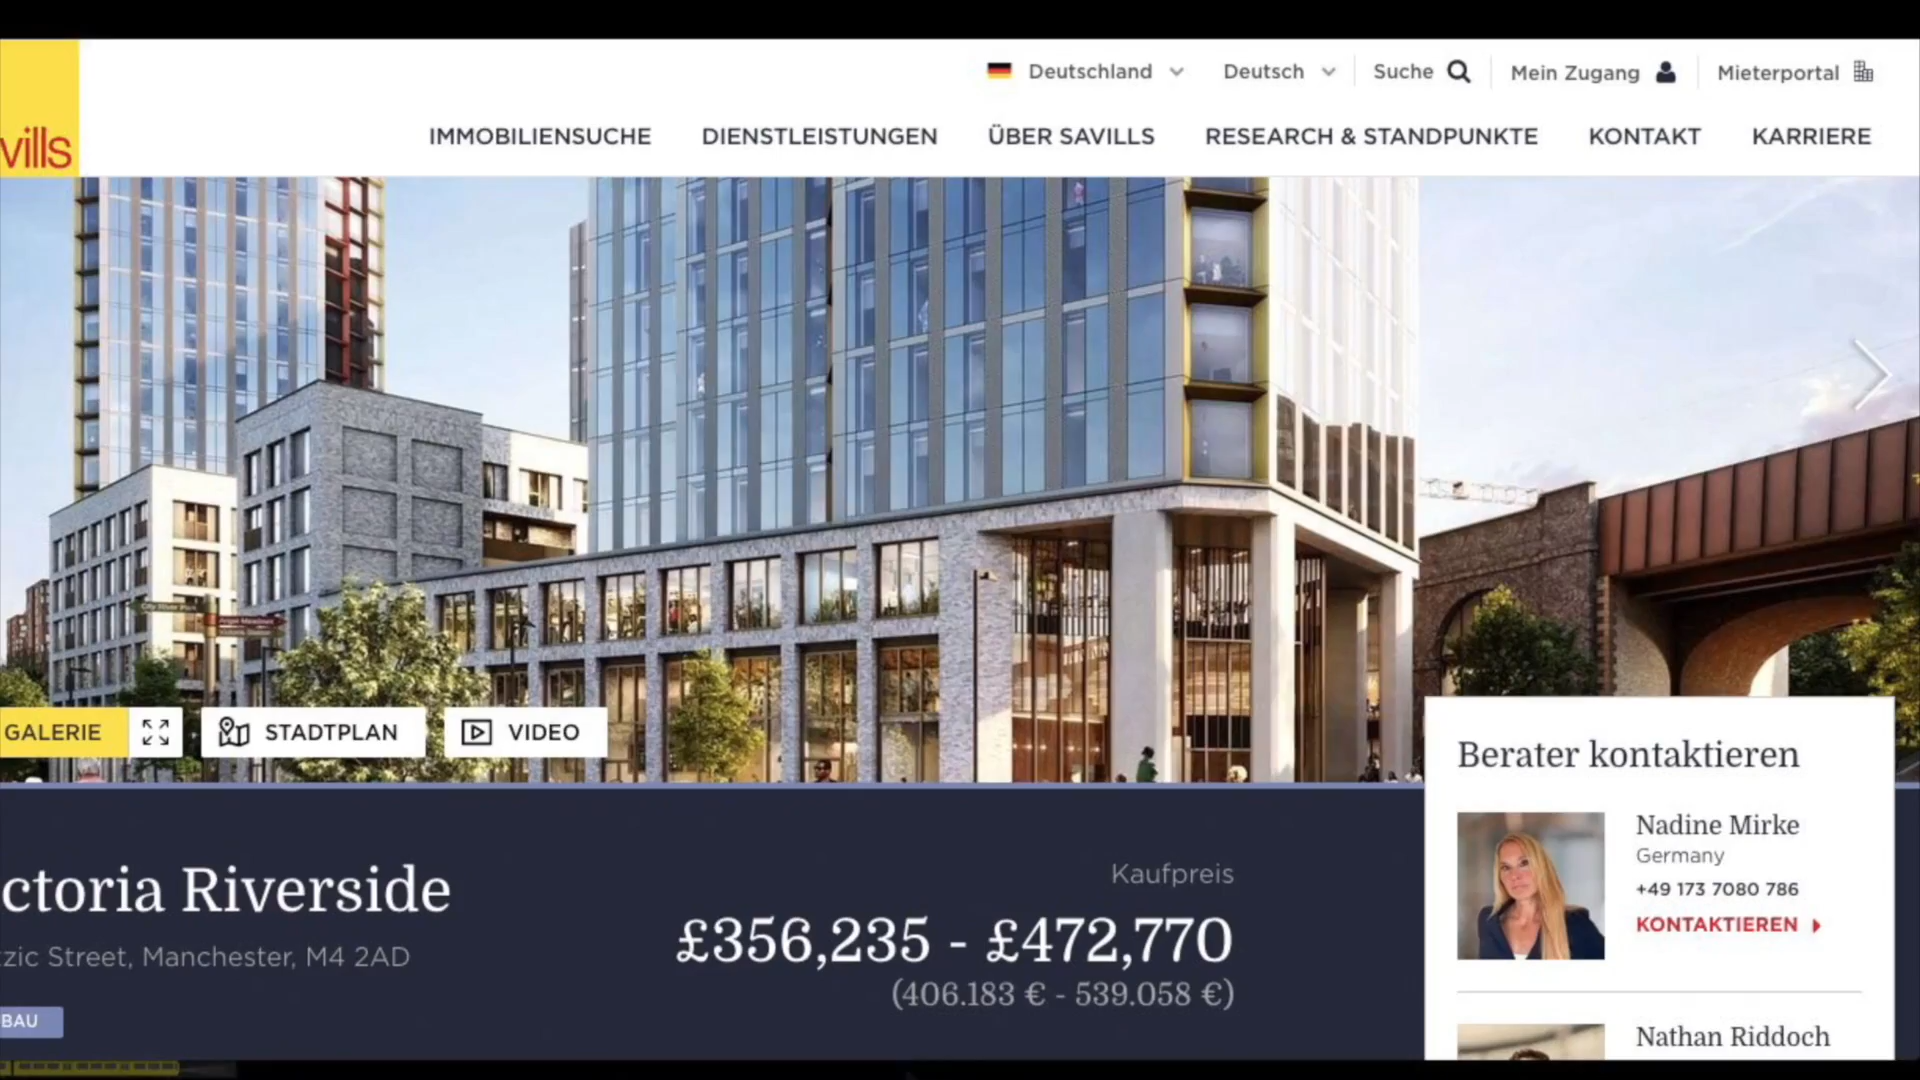 Deutschland
Deutsch
Suche
Mein Zugang
Mieterportal
vills
IMMOBILIENSUCHE
DIENSTLEISTUNGEN
ÜBER SAVILLS
RESEARCH & STANDPUNKTE
KONTAKT
KARRIERE
GALERIE
STADTPLAN
VIDEO
Berater kontaktieren
Nadine Mirke
Germany
+49 173 7080 786
KONTAKTIEREN
Nathan Riddoch
ctoria Riverside
zic Street, Manchester, M4 2AD
BAU
Kaufpreis
£356,235 - £472,770
(406.183 € - 539.058 €)